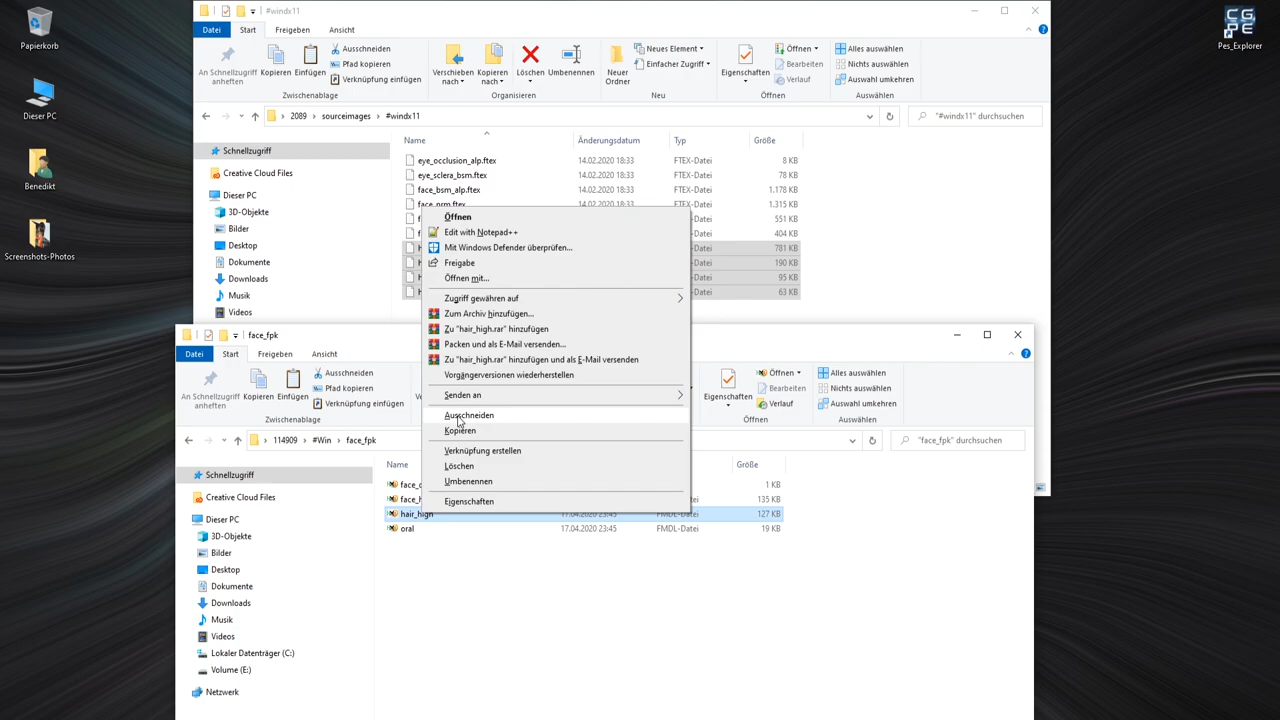 Papierkorb
Dieser PC
Benedikt
Screenshots-Photos
CG
PE
Pes_Explorer
#windx11
Datei Start Freigeben Ansicht
An Schnellzugriff anheften
Kopieren
Einfügen
Ausschneiden
Pfad kopieren
Verknüpfung einfügen
Zwischenablage
Verschieben nach
Kopieren nach
Löschen
Umbenennen
Organisieren
Neuer Ordner
Neues Element
Einfacher Zugriff
Neu
Eigenschaften
Öffnen
Bearbeiten
Verlauf
Öffnen
Alles auswählen
Nichts auswählen
Auswahl umkehren
Auswählen
2089 sourceimages #windx11
"#windx11" durchsuchen
Schnellzugriff
Creative Cloud Files
Dieser PC
3D-Objekte
Bilder
Desktop
Dokumente
Downloads
Musik
Videos
Name Änderungsdatum Typ Größe
eye_occlusion_alp.ftex 14.02.2020 18:33 FTEX-Datei 8 KB
eye_sclera_bsm.ftex 14.02.2020 18:33 FTEX-Datei 78 KB
face_bsm_alp.ftex 14.02.2020 18:33 FTEX-Datei 1.178 KB
face_nrm.ftex 14.02.2020 18:33 FTEX-Datei 1.315 KB
551 KB
404 KB
781 KB
190 KB
95 KB
63 KB
Öffnen
Edit with Notepad++
Mit Windows Defender überprüfen...
Freigabe
Öffnen mit...
Zugriff gewähren auf
Zum Archiv hinzufügen...
Zu "hair_high.rar" hinzufügen
Packen und als E-Mail versenden...
Zu "hair_high.rar" hinzufügen und als E-Mail versenden
Vorgängerversionen wiederherstellen
Senden an
Ausschneiden
Kopieren
Verknüpfung erstellen
Löschen
Umbenennen
Eigenschaften
face_fpk
Datei Start Freigeben Ansicht
An Schnellzugriff anheften
Kopieren
Einfügen
Ausschneiden
Pfad kopieren
Verknüpfung einfügen
Zwischenablage
Eigenschaften
Öffnen
Bearbeiten
Verlauf
Öffnen
Alles auswählen
Nichts auswählen
Auswahl umkehren
Auswählen
114909 #Win face_fpk
"face_fpk" durchsuchen
Schnellzugriff
Creative Cloud Files
Dieser PC
3D-Objekte
Bilder
Desktop
Dokumente
Downloads
Musik
Videos
Lokaler Datenträger (C:)
Volume (E:)
Netzwerk
Name Größe
1 KB
135 KB
hair_high 17.04.2020 23:45 FMDL-Datei 127 KB
oral 17.04.2020 23:45 FMDL-Datei 19 KB